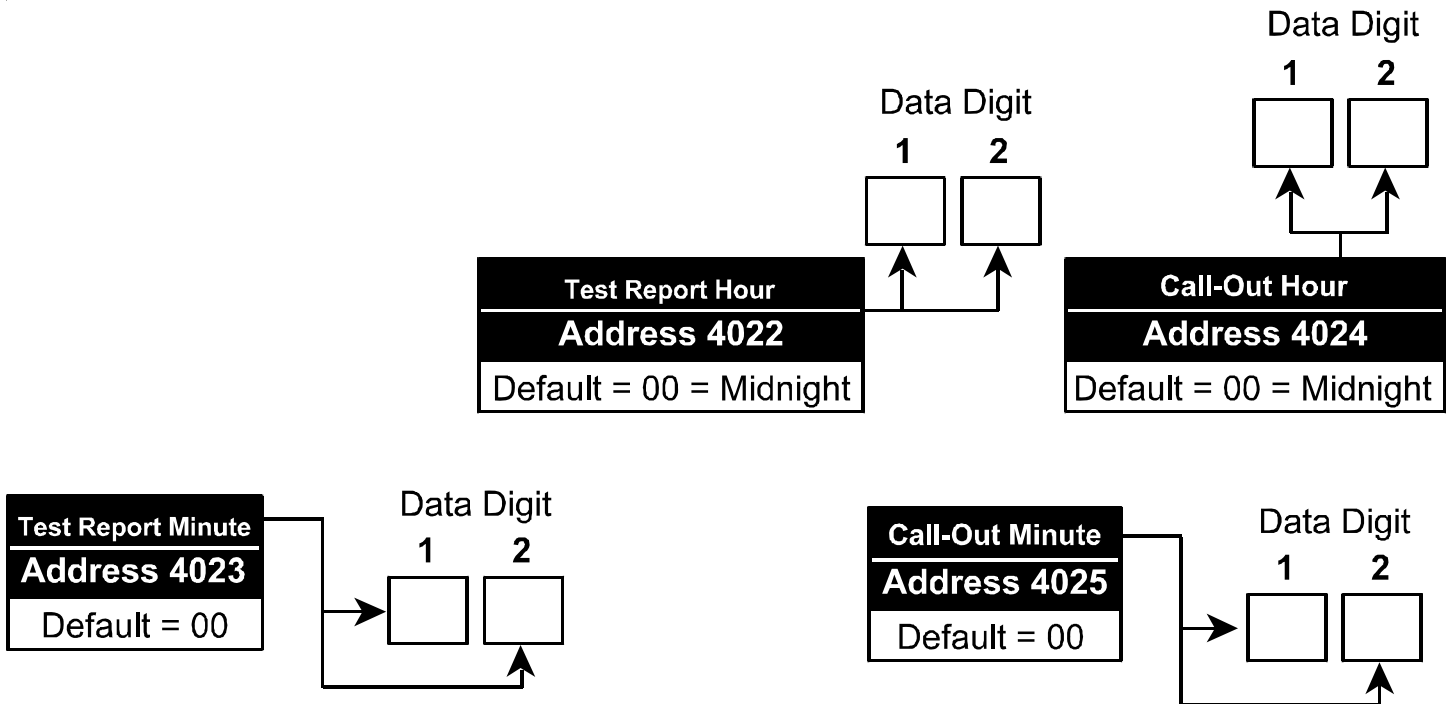 Data Digit
1 2
Data Digit
1 2
Test Report Hour
Address 4022
Default = 00 = Midnight
Call-Out Hour
Address 4024
Default = 00 = Midnight
Test Report Minute
Address 4023
Default = 00
Data Digit
1 2
Call-Out Minute
Address 4025
Default = 00
Data Digit
1 2